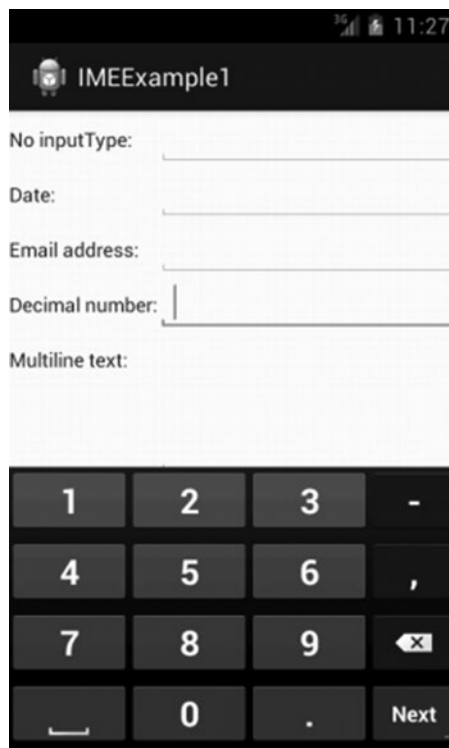 3G 11:27
IMEExample1
No inputType:
Date:
Email address:
Decimal number:
Multiline text:
1 2 3 -
4 5 6 ,
7 8 9
0 . Next